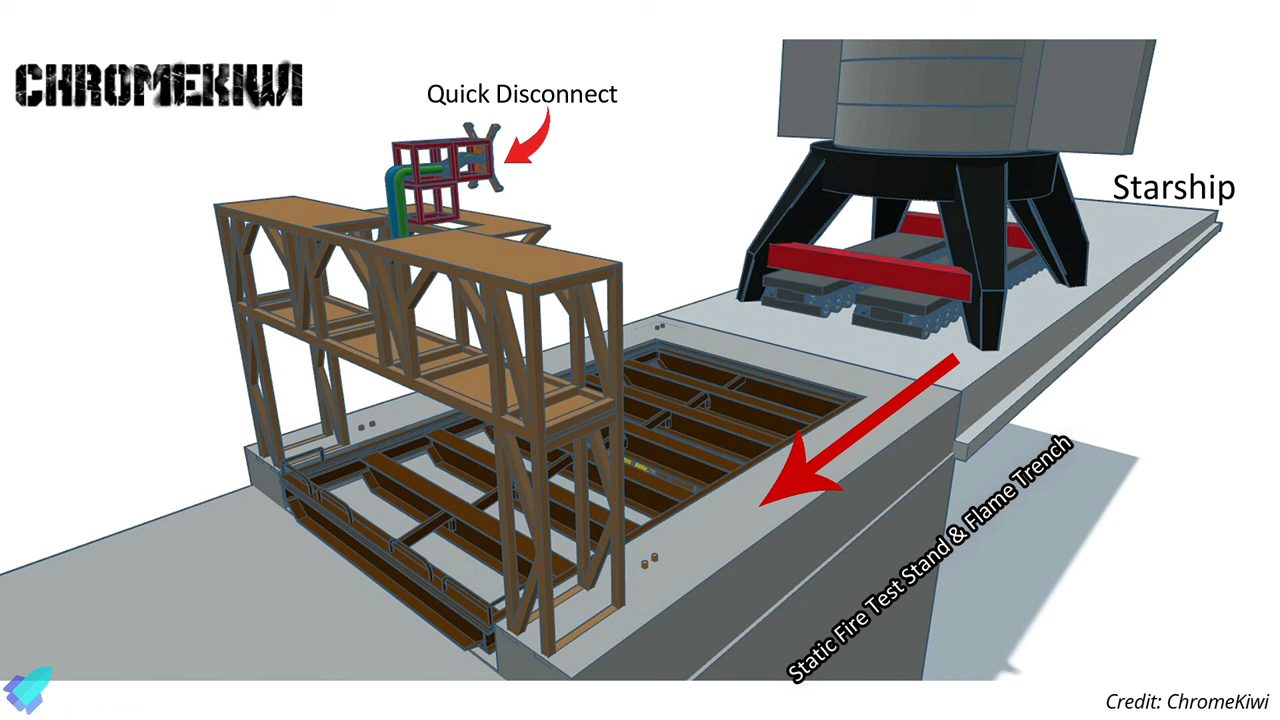 CHROMEKIWI
Quick Disconnect
Starship
Static Fire Test Stand & Flame Trench
Credit: ChromeKiwi